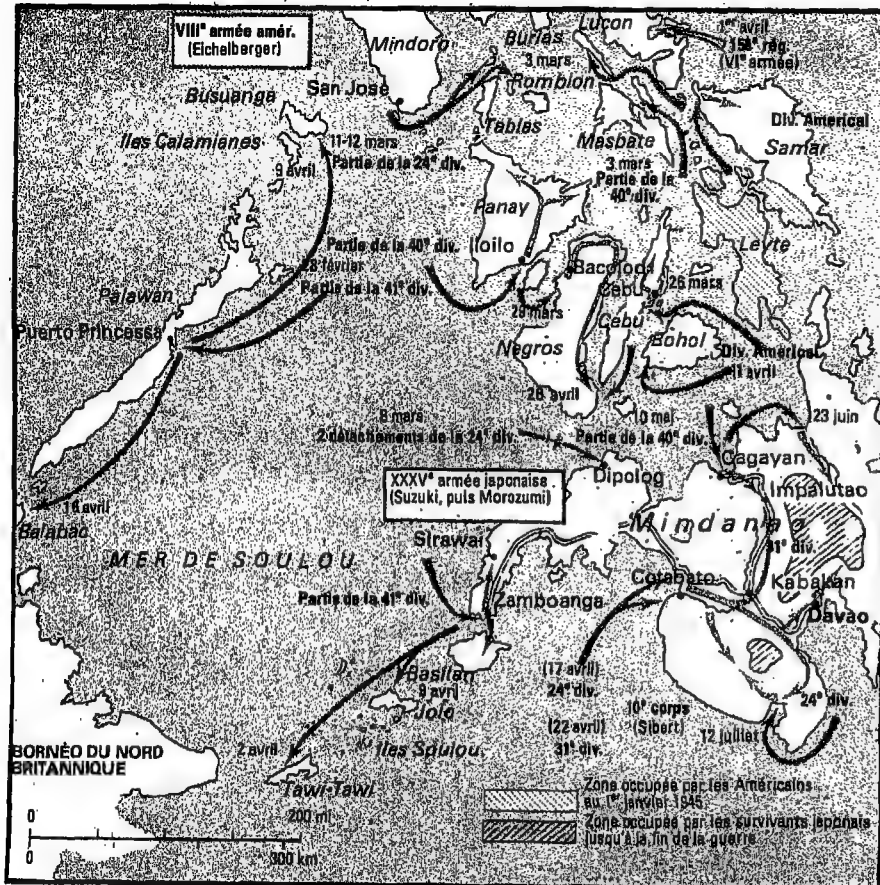 VIIIᵉ armée amér.
(Eichelberger)
Mindoro
Burias
3 mars
Romblon
Luçon
1ᵉʳ avril
158ᵉ rég.
(VIᵉ armée)
San José
Busuanga
Iles Calamianes
11-12 mars
Partie de la 24ᵉ div.
9 avril
Tablas
Masbate
3 mars
Partie de la
40ᵉ div.
Div. Americal
Samar
Panay
Iloilo
Partie de la 40ᵉ div.
28 février
Partie de la 41ᵉ div.
Palawan
Puerto Princessa
Bacolod
Cebu
26 mars
Leyte
29 mars
Cebu
Negros
Bohol
Div. Americal
11 avril
26 avril
8 mars
2 détachements de la 24ᵉ div.
10 mai
Partie de la 40ᵉ div.
23 juin
Cagayan
Impalutao
Dipolog
XXXVᵉ armée japonaise
(Suzuki, puis Morozumi)
16 avril
Balabac
MER DE SOULOU
Sirawai
Mindanao
31ᵉ div.
Cotabato
Kabakan
Davao
Partie de la 41ᵉ div.
Zamboanga
Basilan
9 avril
Jolo
Iles Soulou
(17 avril)
24ᵉ div.
(22 avril)
31ᵉ div.
10ᵉ corps
(Sibert)
24ᵉ div.
12 juillet
2 avril
Tawi-Tawi
BORNÉO DU NORD
BRITANNIQUE
0 200 mi
0 300 km
Zone occupée par les Américains
au 1ᵉʳ janvier 1945
Zone occupée par les survivants japonais
jusqu'à la fin de la guerre